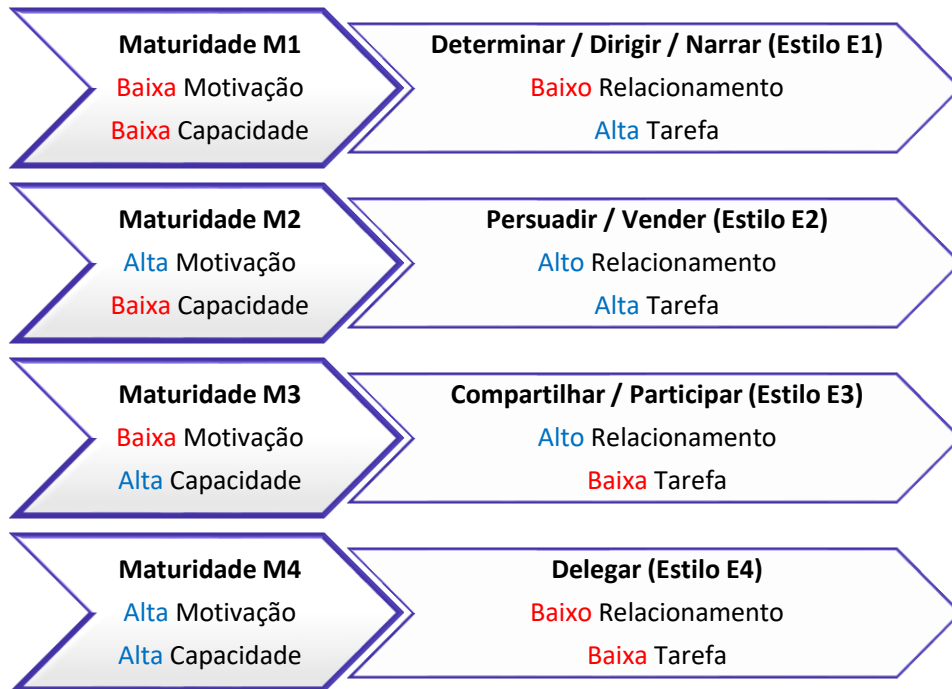 Maturidade M1
Baixa Motivação
Baixa Capacidade
Determinar / Dirigir / Narrar (Estilo E1)
Baixo Relacionamento
Alta Tarefa
Maturidade M2
Alta Motivação
Baixa Capacidade
Persuadir / Vender (Estilo E2)
Alto Relacionamento
Alta Tarefa
Maturidade M3
Baixa Motivação
Alta Capacidade
Compartilhar / Participar (Estilo E3)
Alto Relacionamento
Baixa Tarefa
Maturidade M4
Alta Motivação
Alta Capacidade
Delegar (Estilo E4)
Baixo Relacionamento
Baixa Tarefa